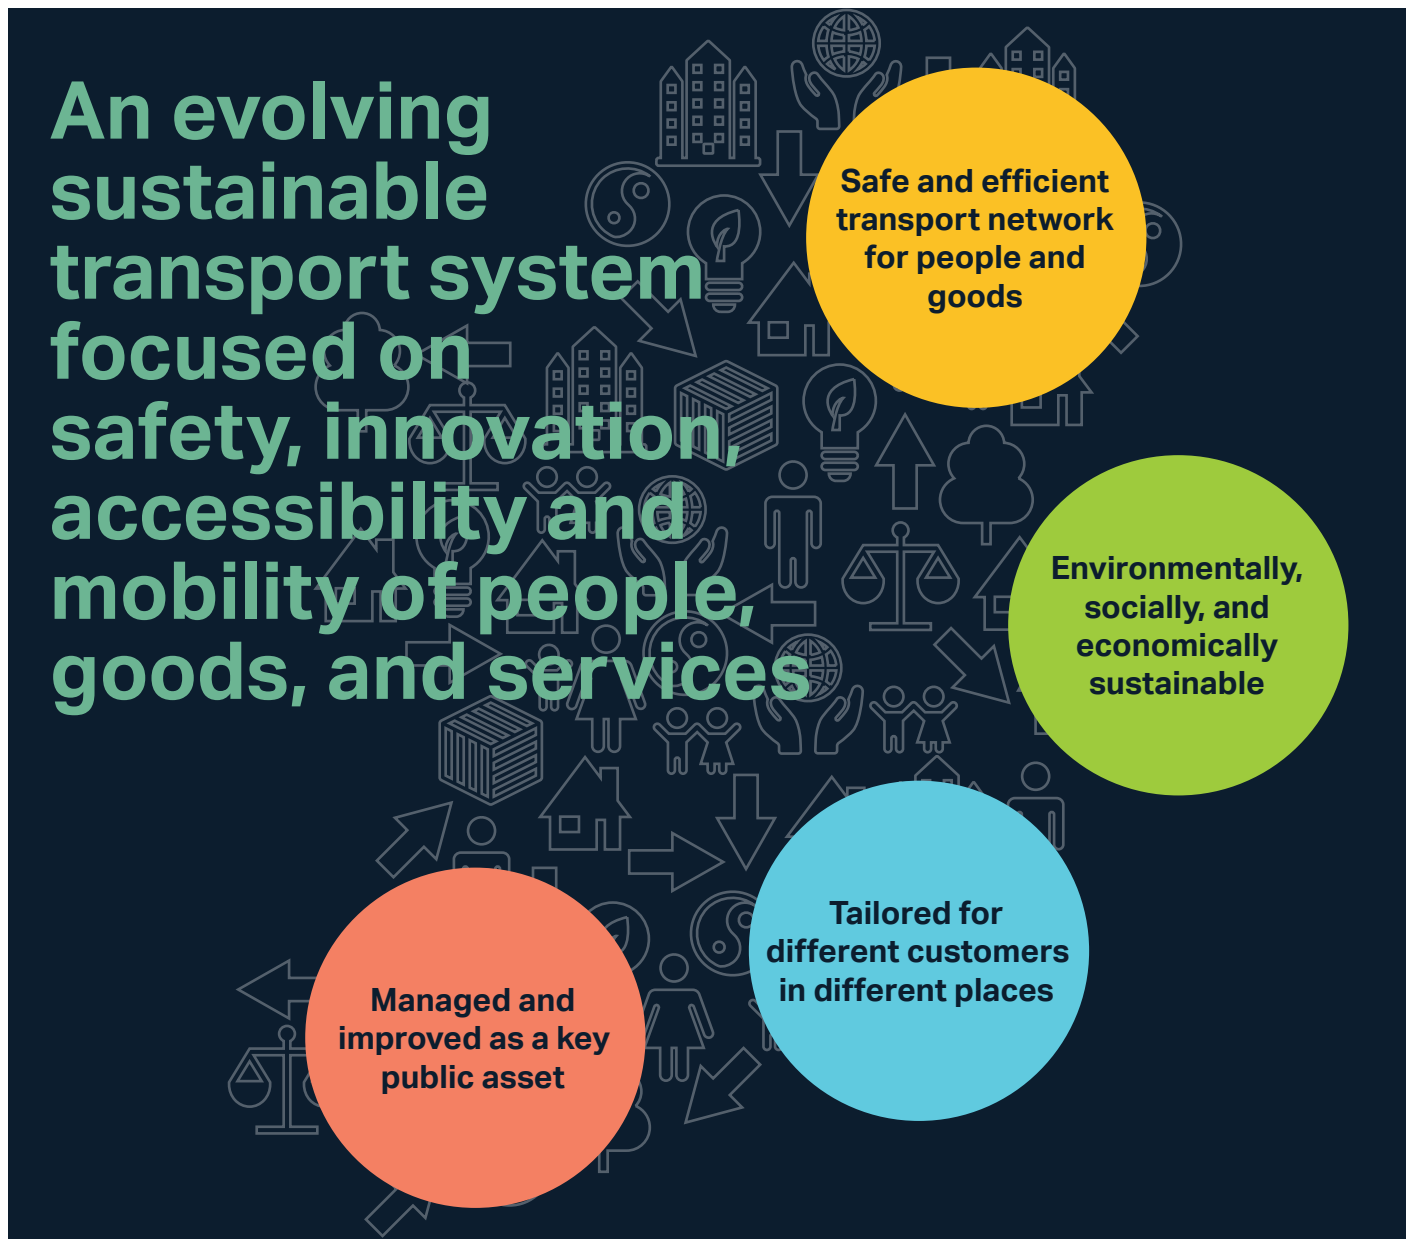 An evolving
sustainable
transport system
focused on
safety, innovation,
accessibility and
mobility of people,
goods, and services
Safe and efficient
transport network
for people and
goods
Environmentally,
socially, and
economically
sustainable
Tailored for
different customers
in different places
Managed and
improved as a key
public asset